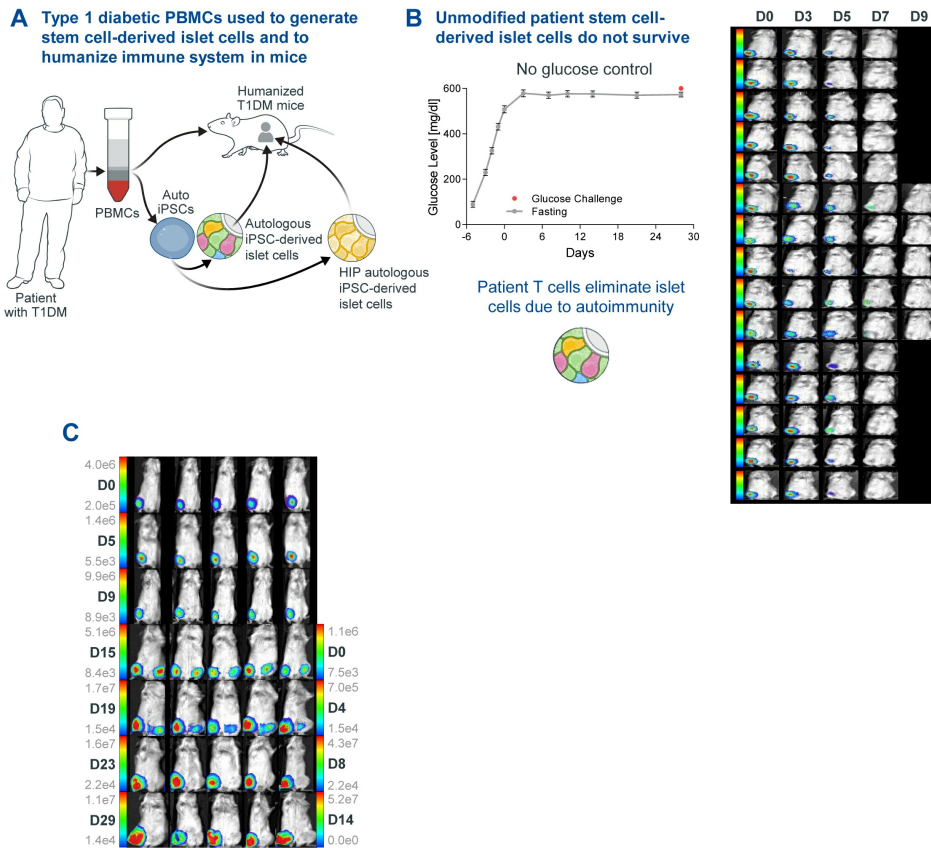 A Type 1 diabetic PBMCs used to generate
stem cell-derived islet cells and to
humanize immune system in mice
Humanized
T1DM mice
PBMCs
Auto
iPSCs
Autologous
iPSC-derived
islet cells
HIP autologous
iPSC-derived
islet cells
Patient
with T1DM
B Unmodified patient stem cell-
derived islet cells do not survive
No glucose control
Glucose Level [mg/dl]
600
400
200
0
Glucose Challenge
Fasting
-6 0 6 12 18 24 30
Days
Patient T cells eliminate islet
cells due to autoimmunity
D0 D3 D5 D7 D9
C
4.0e6
D0
2.0e5
1.4e6
D5
5.5e3
9.9e6
D9
8.9e3
5.1e6 1.1e6
D15 D0
8.4e3 7.5e3
1.7e7 7.0e5
D19 D4
1.5e4 1.5e4
1.6e7 4.3e7
D23 D8
2.2e4 2.2e4
1.1e7 5.2e7
D29 D14
1.4e4 0.0e0